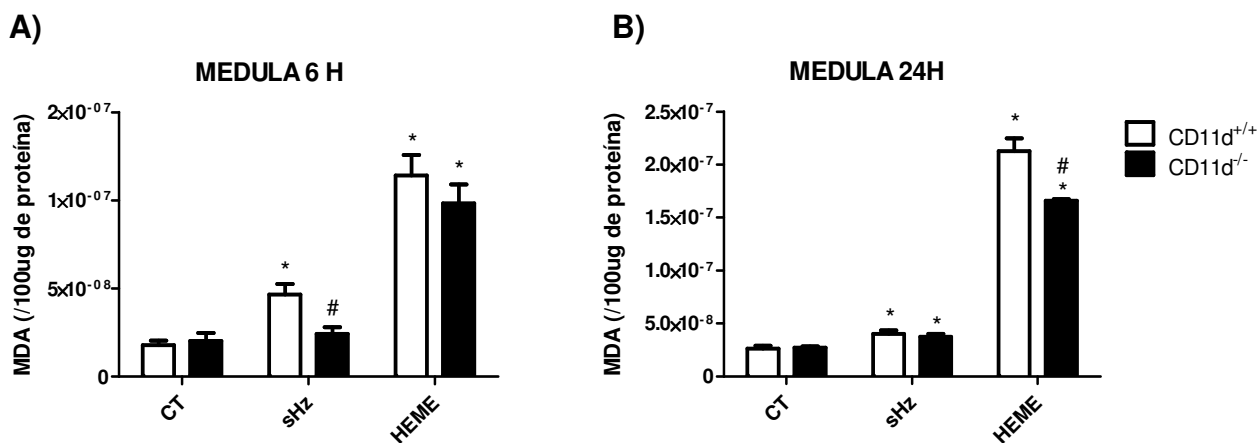 A)
MEDULA 6 H
MDA (/100ug de proteína)
2×10⁻⁰⁷
1×10⁻⁰⁷
5×10⁻⁰⁸
0
* # * *
CT sHz HEME
B)
MEDULA 24H
MDA (/100ug de proteína)
2.5×10⁻⁷
2.0×10⁻⁷
1.5×10⁻⁷
1.0×10⁻⁷
5.0×10⁻⁸
0
* * * # *
CT sHz HEME
CD11d⁺/⁺
CD11d⁻/⁻